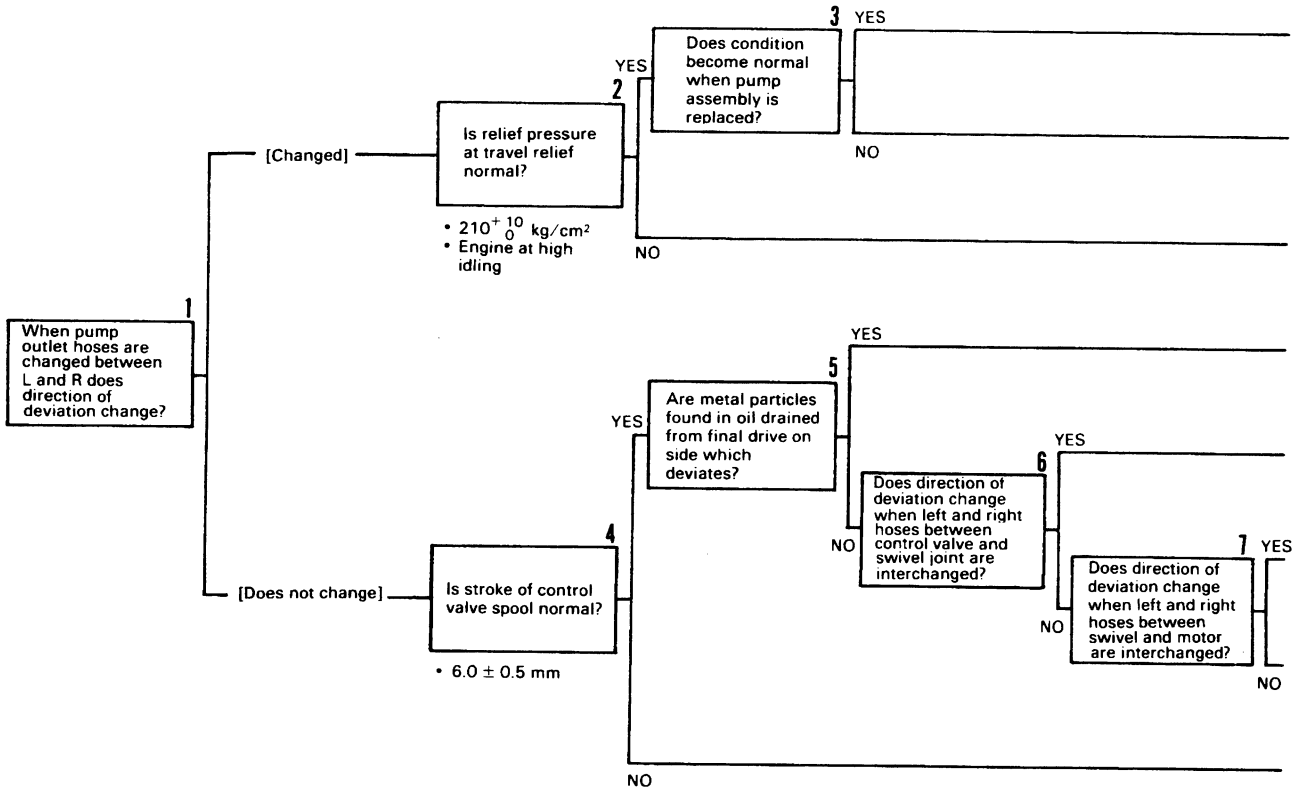 1
When pump
outlet hoses are
changed between
L and R does
direction of
deviation change?
[Changed]
2
Is relief pressure
at travel relief
normal?
• 210 + 10 0 kg/cm²
• Engine at high
idling
YES
NO
3
Does condition
become normal
when pump
assembly is
replaced?
YES
NO
[Does not change]
4
Is stroke of control
valve spool normal?
• 6.0 ± 0.5 mm
YES
NO
5
Are metal particles
found in oil drained
from final drive on
side which
deviates?
YES
NO
6
Does direction of
deviation change
when left and right
hoses between
control valve and
swivel joint are
interchanged?
YES
NO
7
Does direction of
deviation change
when left and right
hoses between
swivel and motor
are interchanged?
YES
NO